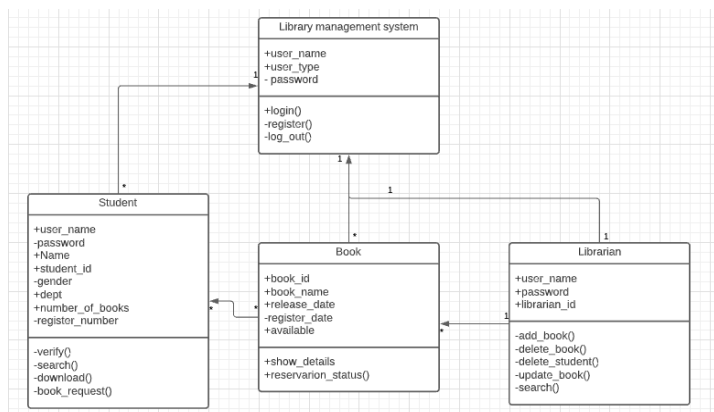 Library management system
+user_name
+user_type
- password
+login()
-register()
-log_out()
1
*
1
1
*
1
Student
+user_name
-password
+Name
+student_id
-gender
+dept
+number_of_books
-register_number
-verify()
-search()
-download()
-book_request()
*
*
Book
+book_id
+book_name
+release_date
-register_date
+available
+show_details
+reservarion_status()
*
1
Librarian
+user_name
+password
+librarian_id
-add_book()
-delete_book()
-delete_student()
-update_book()
-search()